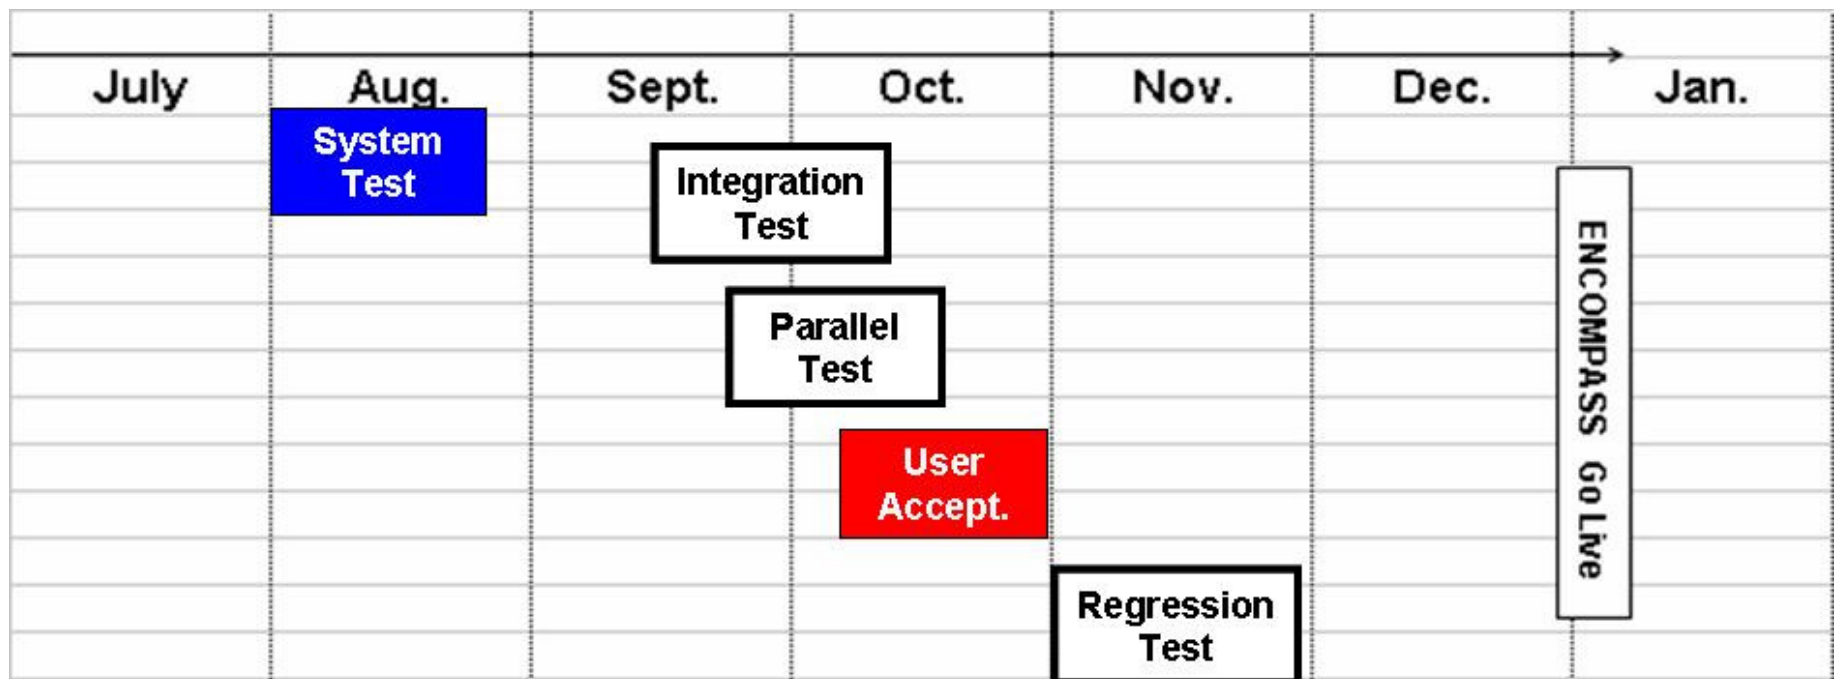 July Aug. Sept. Oct. Nov. Dec. Jan.
System
Test
Integration
Test
Parallel
Test
User
Accept.
Regression
Test
ENCOMPASS Go Live